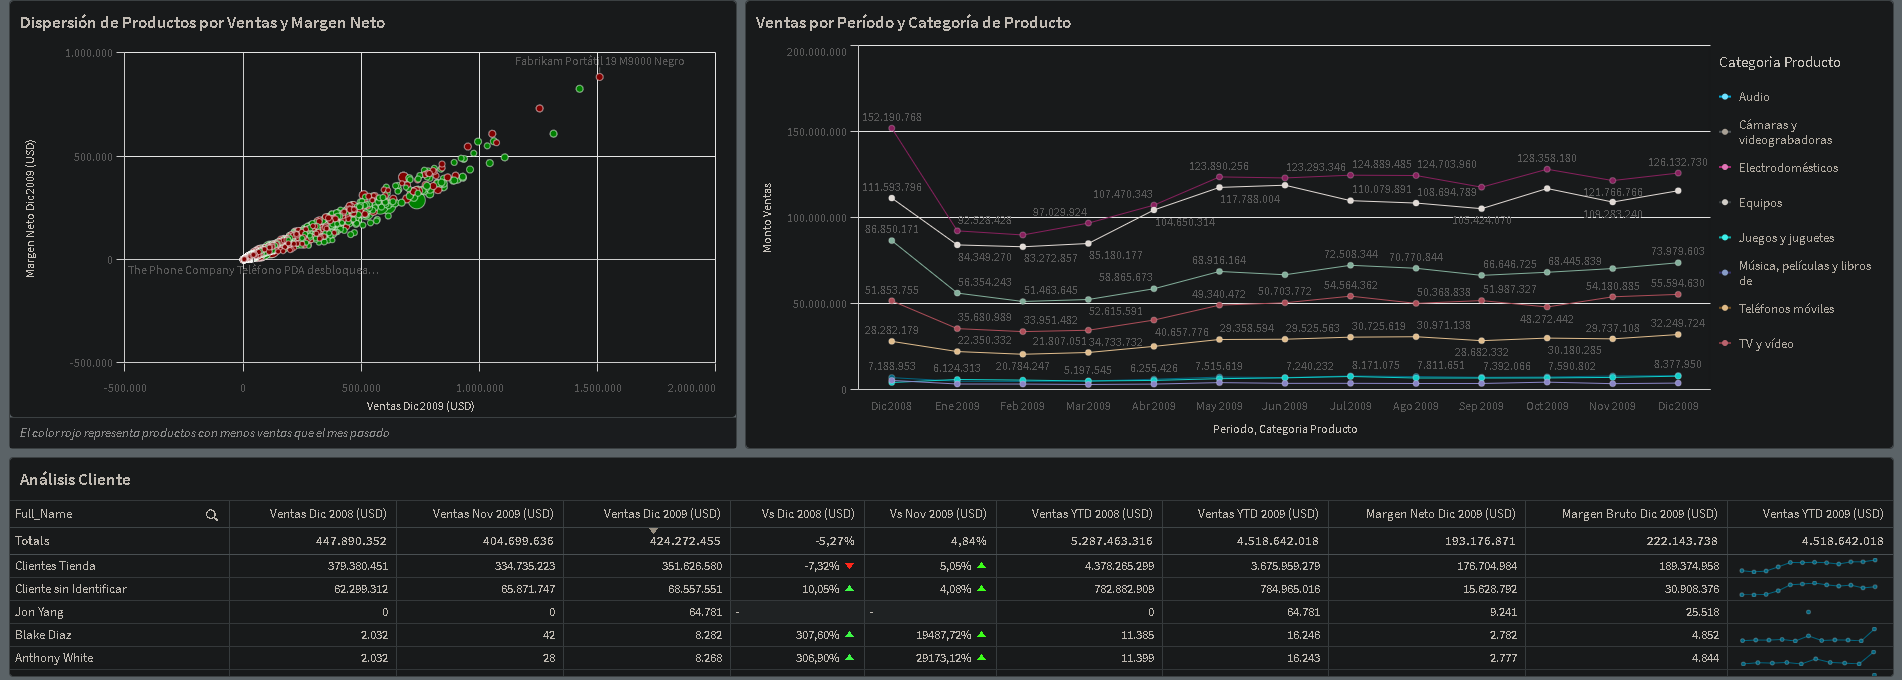 Dispersión de Productos por Ventas y Margen Neto
Margen Neto Dic 2009 (USD)
1.000.000
500.000
0
-500.000
Fabrikam Portátil 19 M9000 Negro
The Phone Company Teléfono PDA desbloquea...
-500.000 0 500.000 1.000.000 1.500.000 2.000.000
Ventas Dic 2009 (USD)
El color rojo representa productos con menos ventas que el mes pasado
Ventas por Período y Categoría de Producto
Monto Ventas
200.000.000
150.000.000
100.000.000
50.000.000
0
152.190.768
111.593.796
86.850.171
51.853.755
28.282.179
7.188.953
92.528.428
84.349.270
56.354.243
35.680.989
22.350.332
6.124.313
83.272.857
51.463.645
33.951.482
20.784.247
97.029.924
85.180.177
52.615.591
34.733.732
21.807.051
5.197.545
107.470.343
104.650.314
58.865.673
40.657.776
6.255.426
123.890.256
117.788.004
68.916.164
49.340.472
29.358.594
7.515.619
123.293.346
50.703.772
29.525.563
7.240.232
124.889.485
110.079.891
72.508.344
54.564.362
30.725.619
8.171.075
124.703.960
108.694.789
70.770.844
50.368.838
30.971.138
7.811.651
103.424.070
66.646.725
51.987.327
28.682.332
7.392.066
128.358.180
68.445.839
48.272.442
30.180.285
7.590.802
121.766.766
109.283.240
54.180.885
29.737.108
126.132.730
73.979.603
55.594.630
32.249.724
8.377.950
Dic 2008 Ene 2009 Feb 2009 Mar 2009 Abr 2009 May 2009 Jun 2009 Jul 2009 Ago 2009 Sep 2009 Oct 2009 Nov 2009 Dic 2009
Periodo, Categoria Producto
Categoria Producto
Audio
Cámaras y
videograbadoras
Electrodomésticos
Equipos
Juegos y juguetes
Música, películas y libros
de
Teléfonos móviles
TV y vídeo
Análisis Cliente
Full_Name Ventas Dic 2008 (USD) Ventas Nov 2009 (USD) Ventas Dic 2009 (USD) Vs Dic 2008 (USD) Vs Nov 2009 (USD) Ventas YTD 2008 (USD) Ventas YTD 2009 (USD) Margen Neto Dic 2009 (USD) Margen Bruto Dic 2009 (USD) Ventas YTD 2009 (USD)
Totals 447.890.352 404.699.636 424.272.455 -5,27% 4,84% 5.287.463.316 4.518.642.018 193.176.871 222.143.738 4.518.642.018
Clientes Tienda 379.380.451 334.735.223 351.626.580 -7,32% 5,05% 4.378.265.299 3.675.959.279 176.704.984 189.374.958
Cliente sin Identificar 62.299.312 65.871.747 68.557.551 10,05% 4,08% 782.882.909 784.965.016 15.628.792 30.908.376
Jon Yang 0 0 64.781 - - 0 64.781 9.241 25.518
Blake Diaz 2.032 42 8.282 307,60% 19487,72% 11.385 16.246 2.782 4.852
Anthony White 2.032 28 8.268 306,90% 29173,12% 11.399 16.243 2.777 4.844